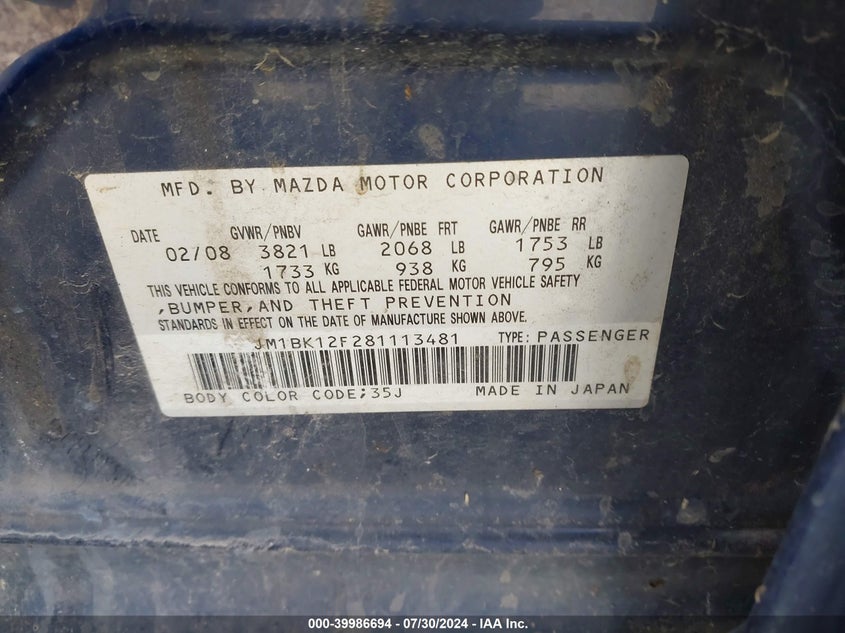 MFD. BY MAZDA MOTOR CORPORATION
DATE GVWR/PNBV GAWR/PNBE FRT GAWR/PNBE RR
02/08 3821 LB 2068 LB 1753 LB
1733 KG 938 KG 795 KG
THIS VEHICLE CONFORMS TO ALL APPLICABLE FEDERAL MOTOR VEHICLE SAFETY
,BUMPER,AND THEFT PREVENTION
STANDARDS IN EFFECT ON THE DATE OF MANUFACTURE SHOWN ABOVE.
JM1BK12F281113481 TYPE: PASSENGER
BODY COLOR CODE;35J MADE IN JAPAN
000-39986694 - 07/30/2024 - IAA Inc.